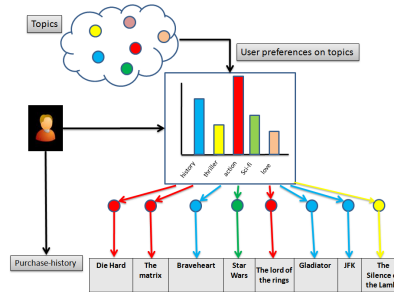 Topics
User preferences on topics
history
thriller
action
Sci-fi
love
Purchase-history
Die Hard
The
matrix
Braveheart
Star
Wars
The lord of
the rings
Gladiator
JFK
The
Silence of
the Lamb